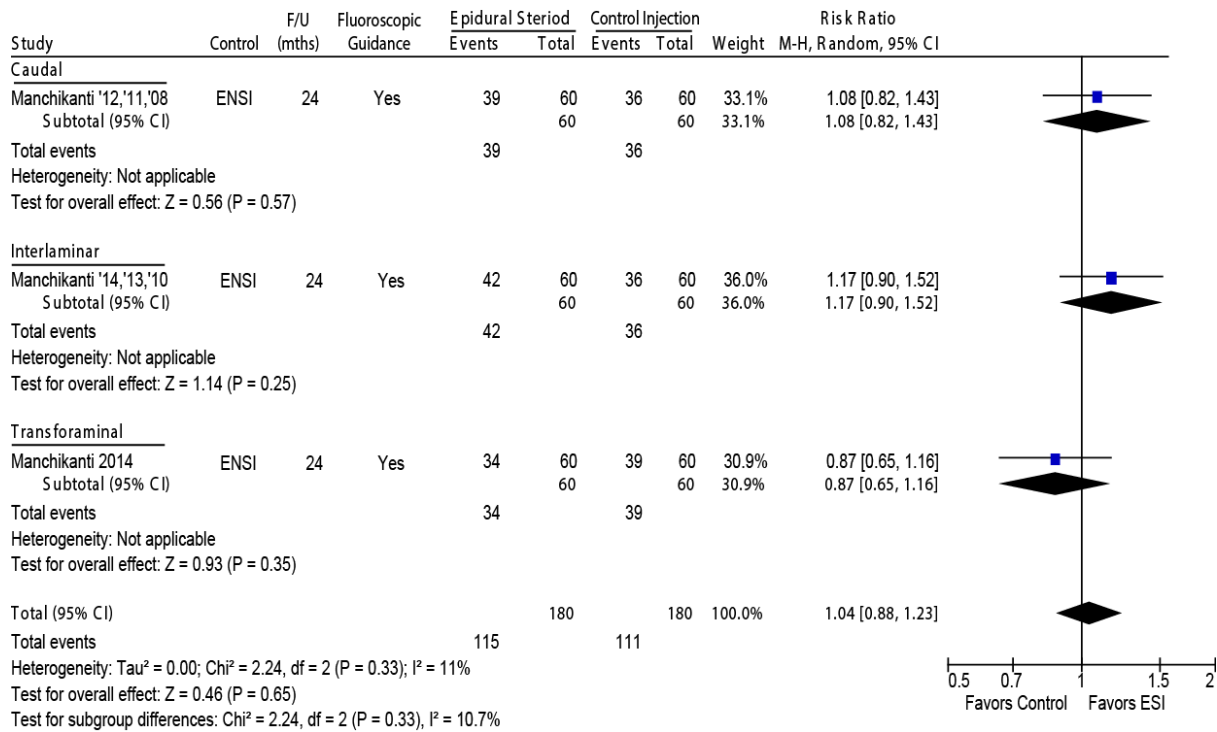 F/U Fluoroscopic Epidural Steriod Control Injection Risk Ratio
Study Control (mths) Guidance Events Total Events Total Weight M-H, Random, 95% CI
Caudal
Manchikanti '12,'11,'08 ENSI 24 Yes 39 60 36 60 33.1% 1.08 [0.82, 1.43]
Subtotal (95% CI) 60 60 33.1% 1.08 [0.82, 1.43]
Total events 39 36
Heterogeneity: Not applicable
Test for overall effect: Z = 0.56 (P = 0.57)
Interlaminar
Manchikanti '14,'13,'10 ENSI 24 Yes 42 60 36 60 36.0% 1.17 [0.90, 1.52]
Subtotal (95% CI) 60 60 36.0% 1.17 [0.90, 1.52]
Total events 42 36
Heterogeneity: Not applicable
Test for overall effect: Z = 1.14 (P = 0.25)
Transforaminal
Manchikanti 2014 ENSI 24 Yes 34 60 39 60 30.9% 0.87 [0.65, 1.16]
Subtotal (95% CI) 60 60 30.9% 0.87 [0.65, 1.16]
Total events 34 39
Heterogeneity: Not applicable
Test for overall effect: Z = 0.93 (P = 0.35)
Total (95% CI) 180 180 100.0% 1.04 [0.88, 1.23]
Total events 115 111
Heterogeneity: Tau² = 0.00; Chi² = 2.24, df = 2 (P = 0.33); I² = 11%
Test for overall effect: Z = 0.46 (P = 0.65)
Test for subgroup differences: Chi² = 2.24, df = 2 (P = 0.33), I² = 10.7%
0.5 0.7 1 1.5 2
Favors Control Favors ESI